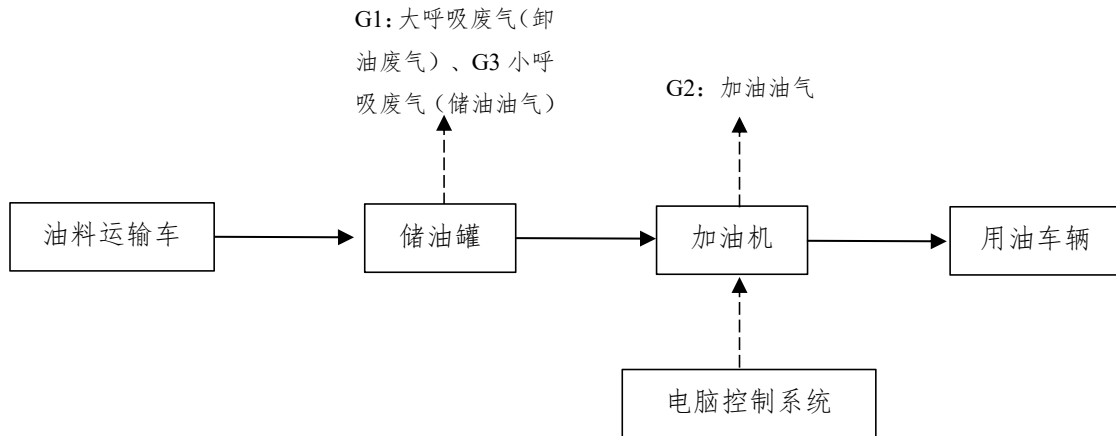 G1：大呼吸废气（卸
油废气）、G3 小呼
吸废气（储油油气）
G2：加油油气
油料运输车
储油罐
加油机
用油车辆
电脑控制系统